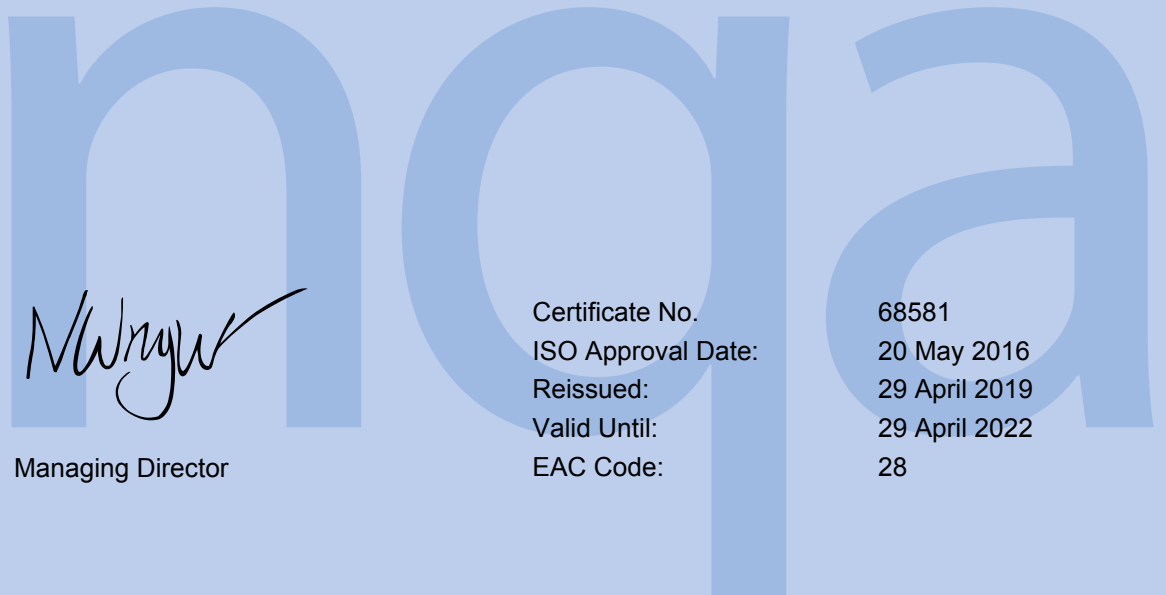 nqa
Certificate No. 68581
ISO Approval Date: 20 May 2016
Reissued: 29 April 2019
Valid Until: 29 April 2022
Managing Director
EAC Code: 28